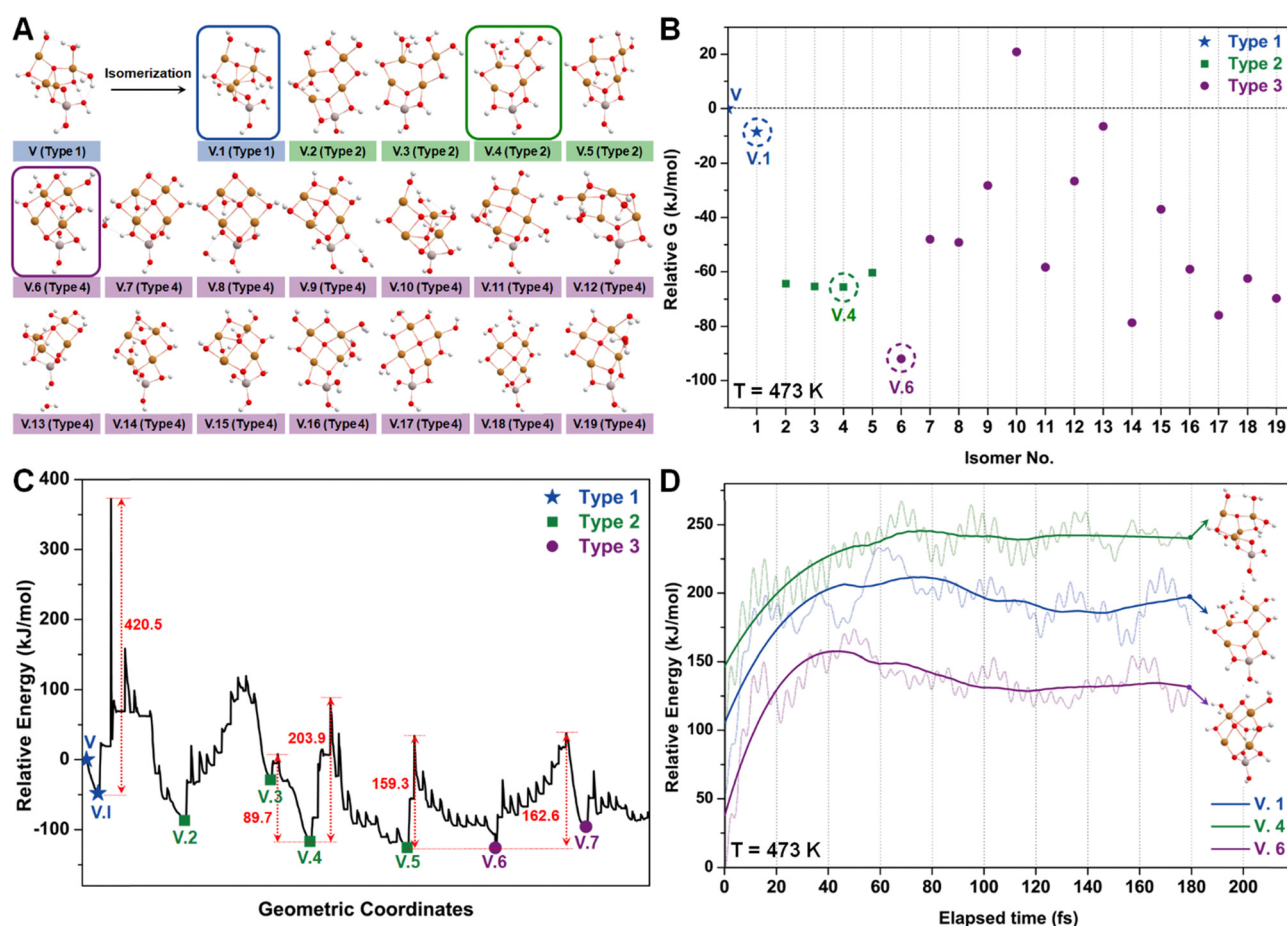 A
Isomerization
V (Type 1) V.1 (Type 1) V.2 (Type 2) V.3 (Type 2) V.4 (Type 2) V.5 (Type 2)
V.6 (Type 4) V.7 (Type 4) V.8 (Type 4) V.9 (Type 4) V.10 (Type 4) V.11 (Type 4) V.12 (Type 4)
V.13 (Type 4) V.14 (Type 4) V.15 (Type 4) V.16 (Type 4) V.17 (Type 4) V.18 (Type 4) V.19 (Type 4)
B
Relative G (kJ/mol)
20
0
-20
-40
-60
-80
-100
Type 1
Type 2
Type 3
V
V.1
V.4
V.6
T = 473 K
1 2 3 4 5 6 7 8 9 10 11 12 13 14 15 16 17 18 19
Isomer No.
C
Relative Energy (kJ/mol)
400
300
200
100
0
-100
Type 1
Type 2
Type 3
420.5
203.9
159.3
162.6
89.7
V
V.I
V.2
V.3
V.4
V.5
V.6
V.7
Geometric Coordinates
D
Relative Energy (kJ/mol)
250
200
150
100
50
0
V. 1
V. 4
V. 6
T = 473 K
0 20 40 60 80 100 120 140 160 180 200
Elapsed time (fs)